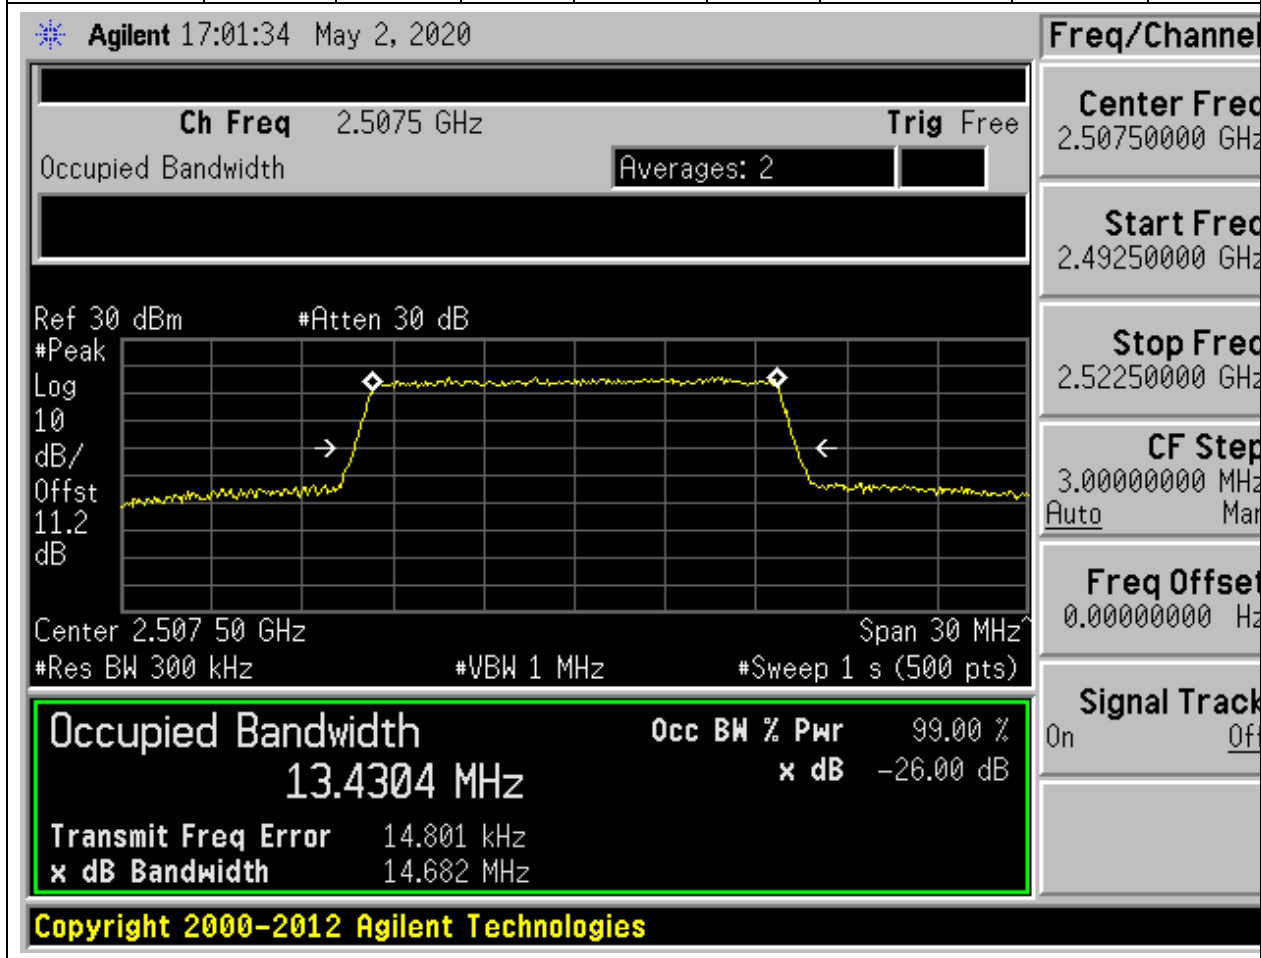 Agilent 17:01:34 May 2, 2020
Freq/Channel
Ch Freq 2.5075 GHz Trig Free
Occupied Bandwidth Averages: 2
Ref 30 dBm #Atten 30 dB
#Peak
Log
10
dB/
Offst
11.2
dB
Center 2.507 50 GHz Span 30 MHz^
#Res BW 300 kHz #VBW 1 MHz #Sweep 1 s (500 pts)
Occupied Bandwidth
13.4304 MHz
Occ BW % Pwr 99.00 %
x dB -26.00 dB
Transmit Freq Error 14.801 kHz
x dB Bandwidth 14.682 MHz
Center Freq
2.50750000 GHz
Start Freq
2.49250000 GHz
Stop Freq
2.52250000 GHz
CF Step
3.00000000 MHz
Auto Man
Freq Offset
0.00000000 Hz
Signal Track
On Off
Copyright 2000-2012 Agilent Technologies